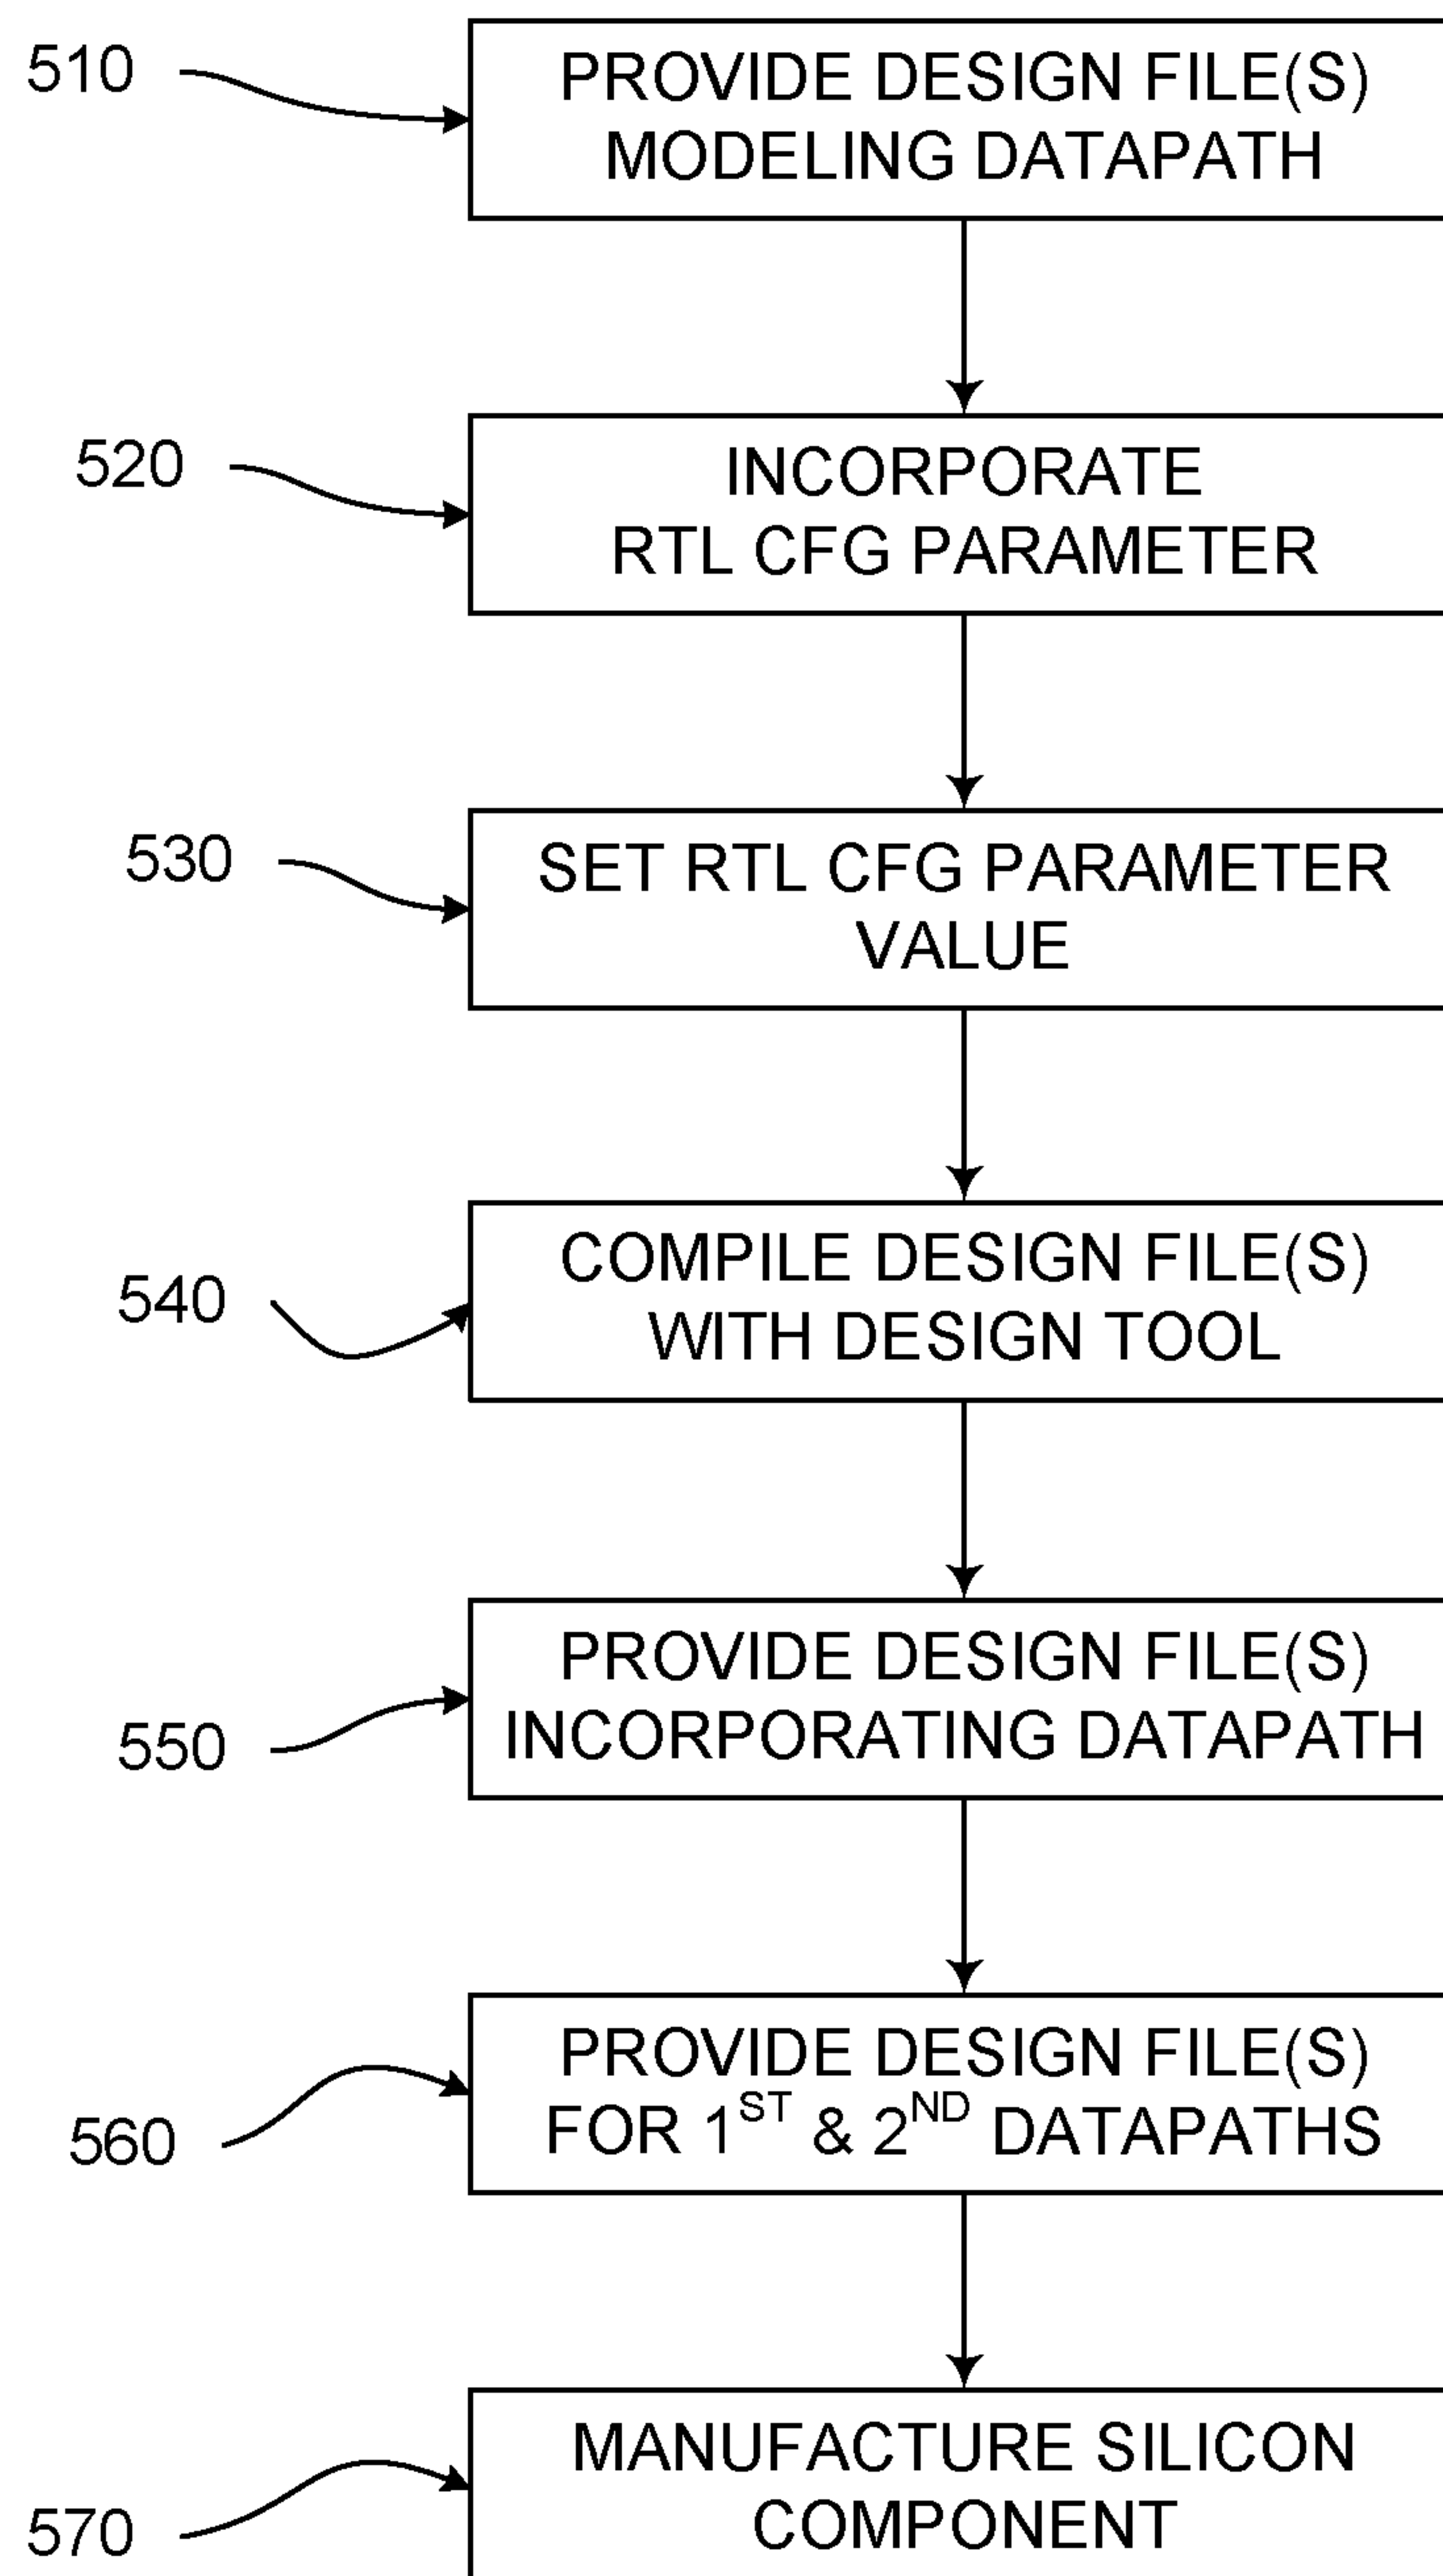 510
PROVIDE DESIGN FILE(S)
MODELING DATAPATH
520
INCORPORATE
RTL CFG PARAMETER
530
SET RTL CFG PARAMETER
VALUE
540
COMPILE DESIGN FILE(S)
WITH DESIGN TOOL
550
PROVIDE DESIGN FILE(S)
INCORPORATING DATAPATH
560
PROVIDE DESIGN FILE(S)
FOR 1ST & 2ND DATAPATHS
570
MANUFACTURE SILICON
COMPONENT